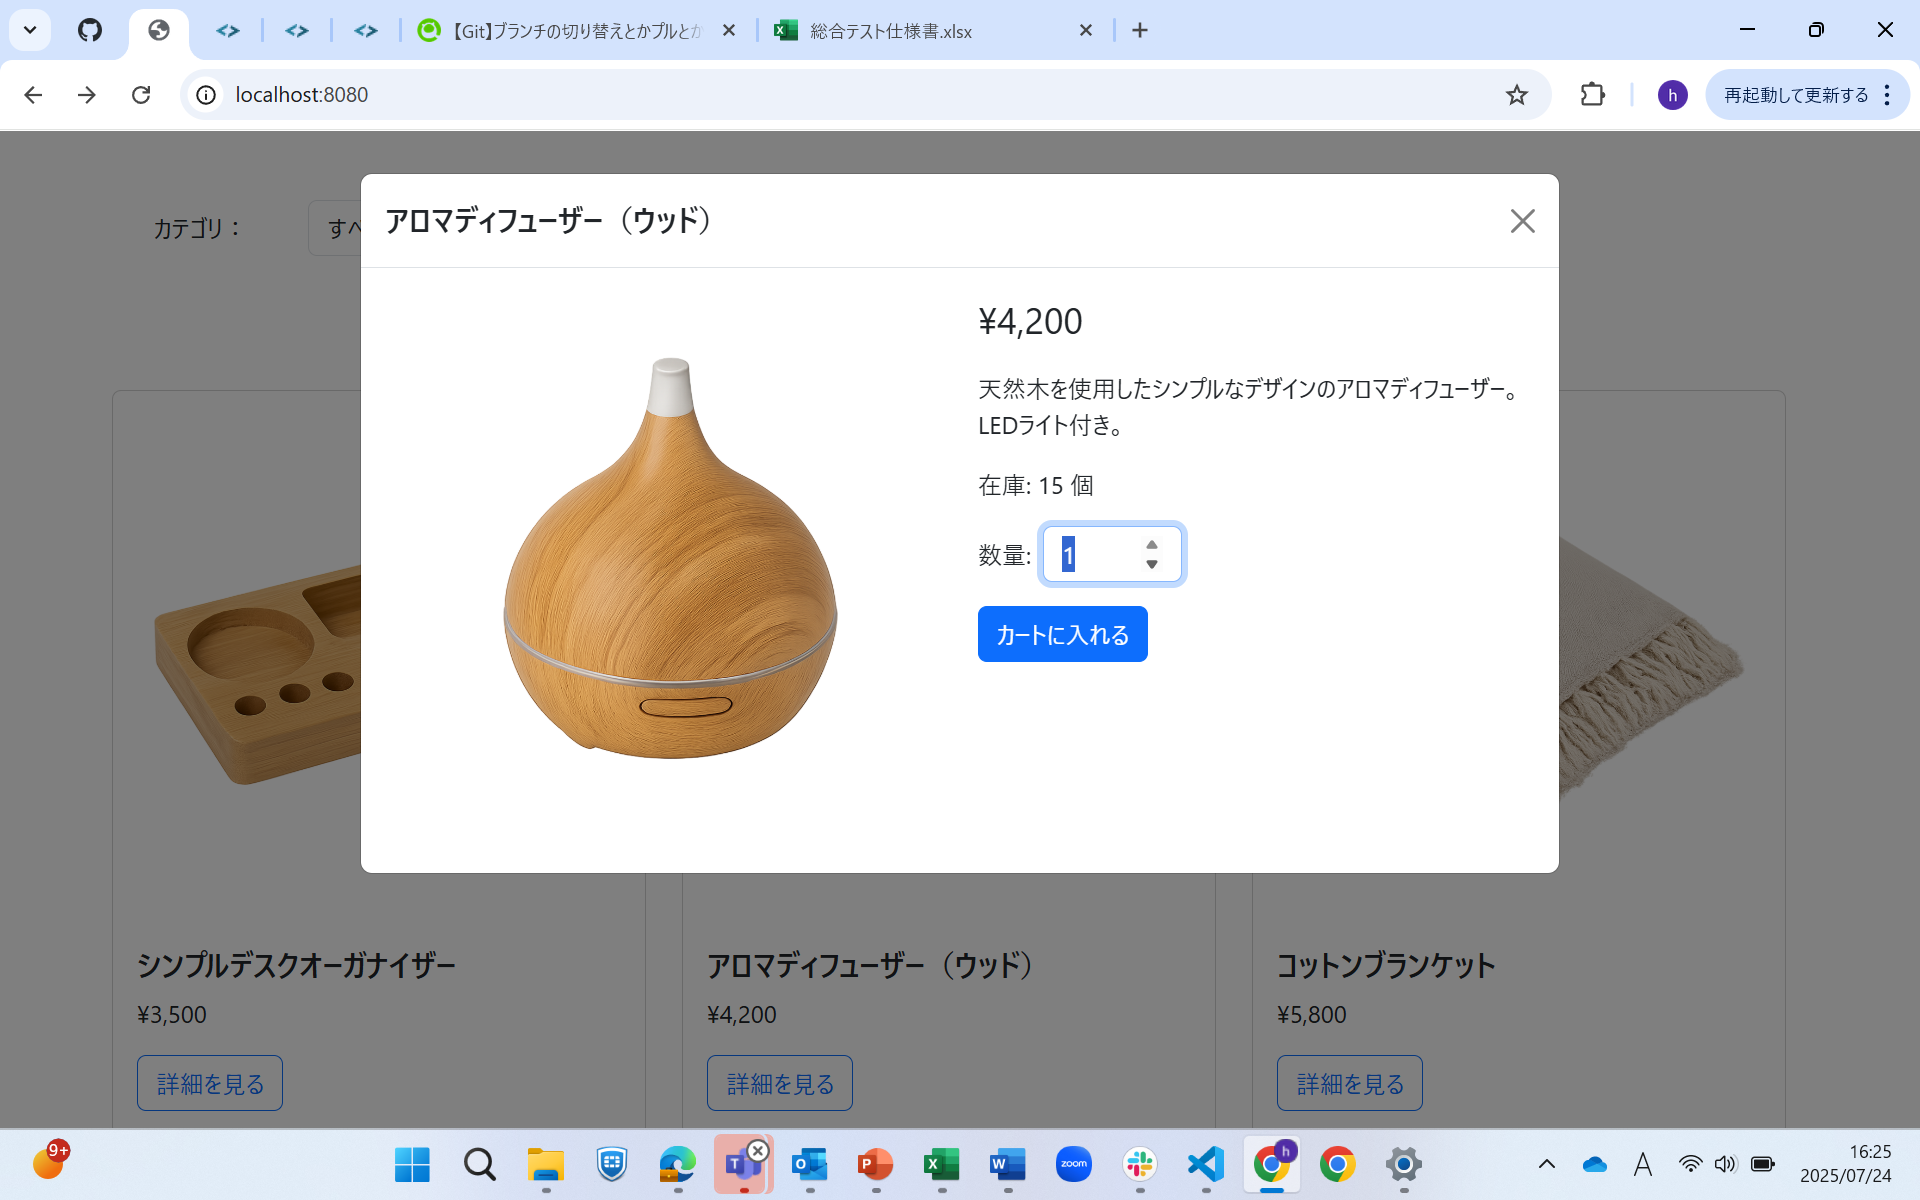 【Git】ブランチの切り替えとかプルとか
総合テスト仕様書.xlsx
localhost:8080
h
再起動して更新する
カテゴリ：
すべ
アロマディフューザー（ウッド）
¥4,200
天然木を使用したシンプルなデザインのアロマディフューザー。
LEDライト付き。
在庫: 15 個
数量: 1
カートに入れる
シンプルデスクオーガナイザー
¥3,500
詳細を見る
アロマディフューザー（ウッド）
¥4,200
詳細を見る
コットンブランケット
¥5,800
詳細を見る
9+
zoom
h
A
16:25
2025/07/24